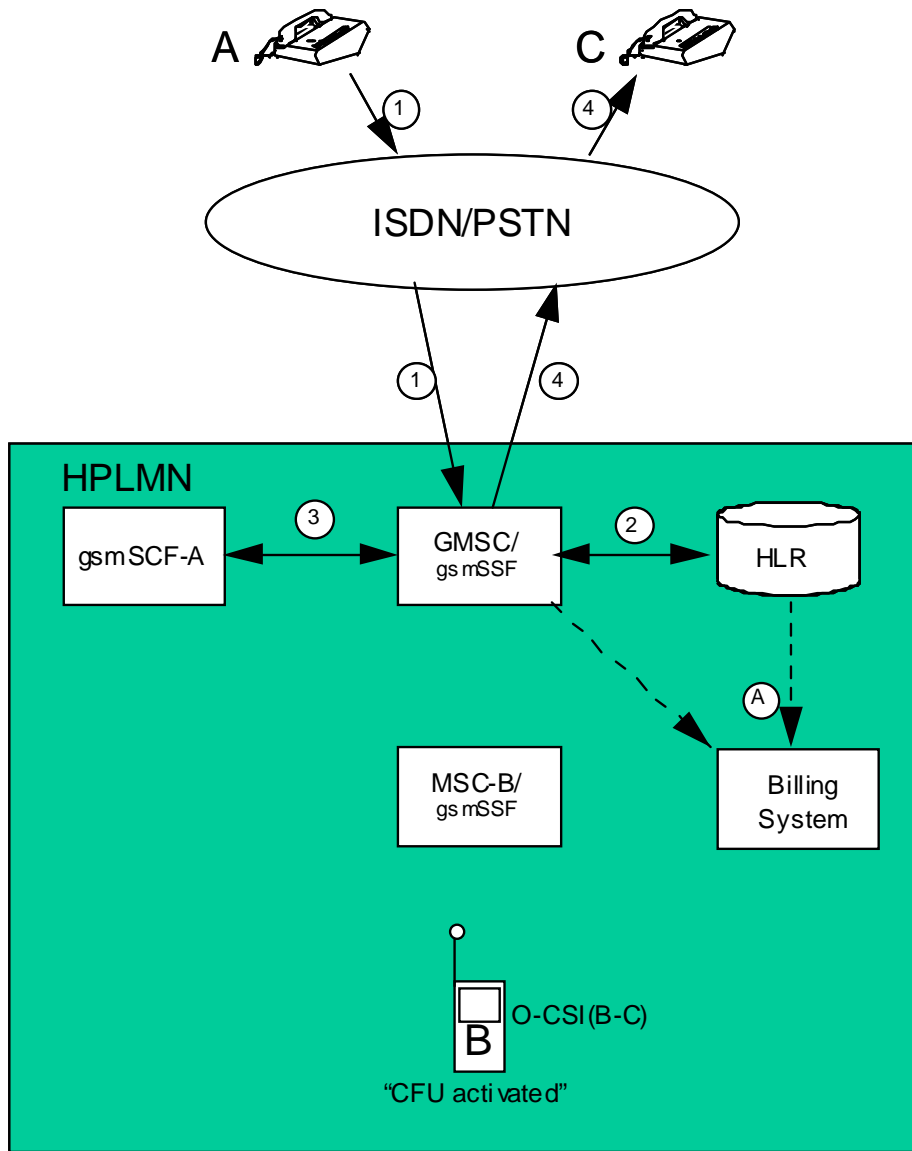 A
C
1
4
ISDN/PSTN
1
4
HPLMN
gsmSCF-A
3
GMSC/
gsmSSF
2
HLR
A
MSC-B/
gsmSSF
Billing
System
O-CSI(B-C)
B
“CFU activated”